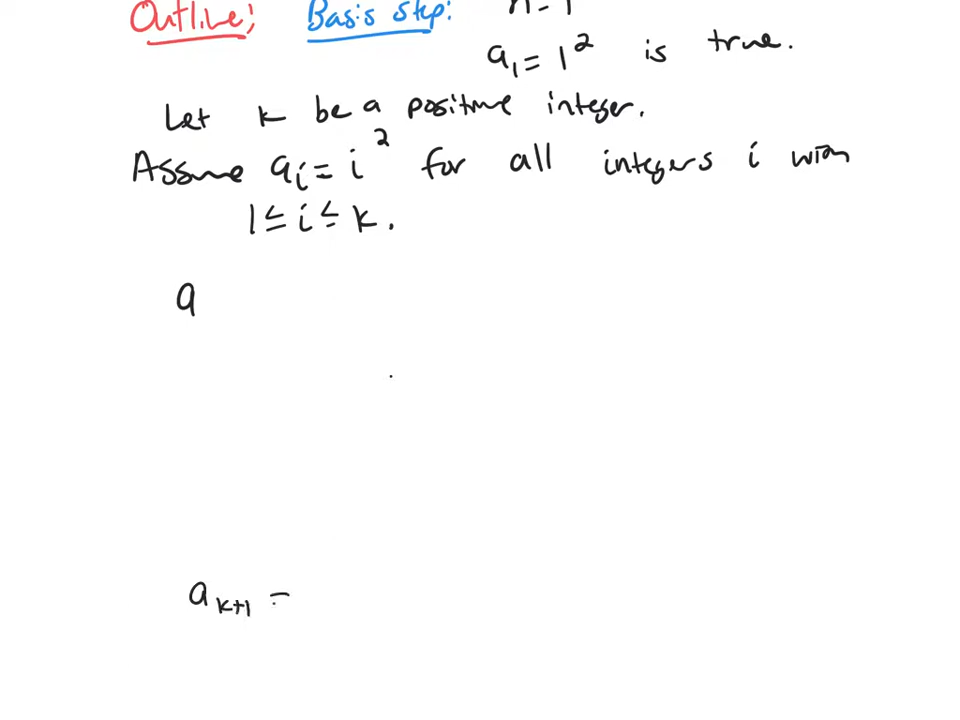 Outline: Basis step: n = 1
a₁ = 1² is true.
Let k be a positive integer.
Assume aᵢ = i² for all integers i with
1 ≤ i ≤ k.
a
aₖ₊₁ =